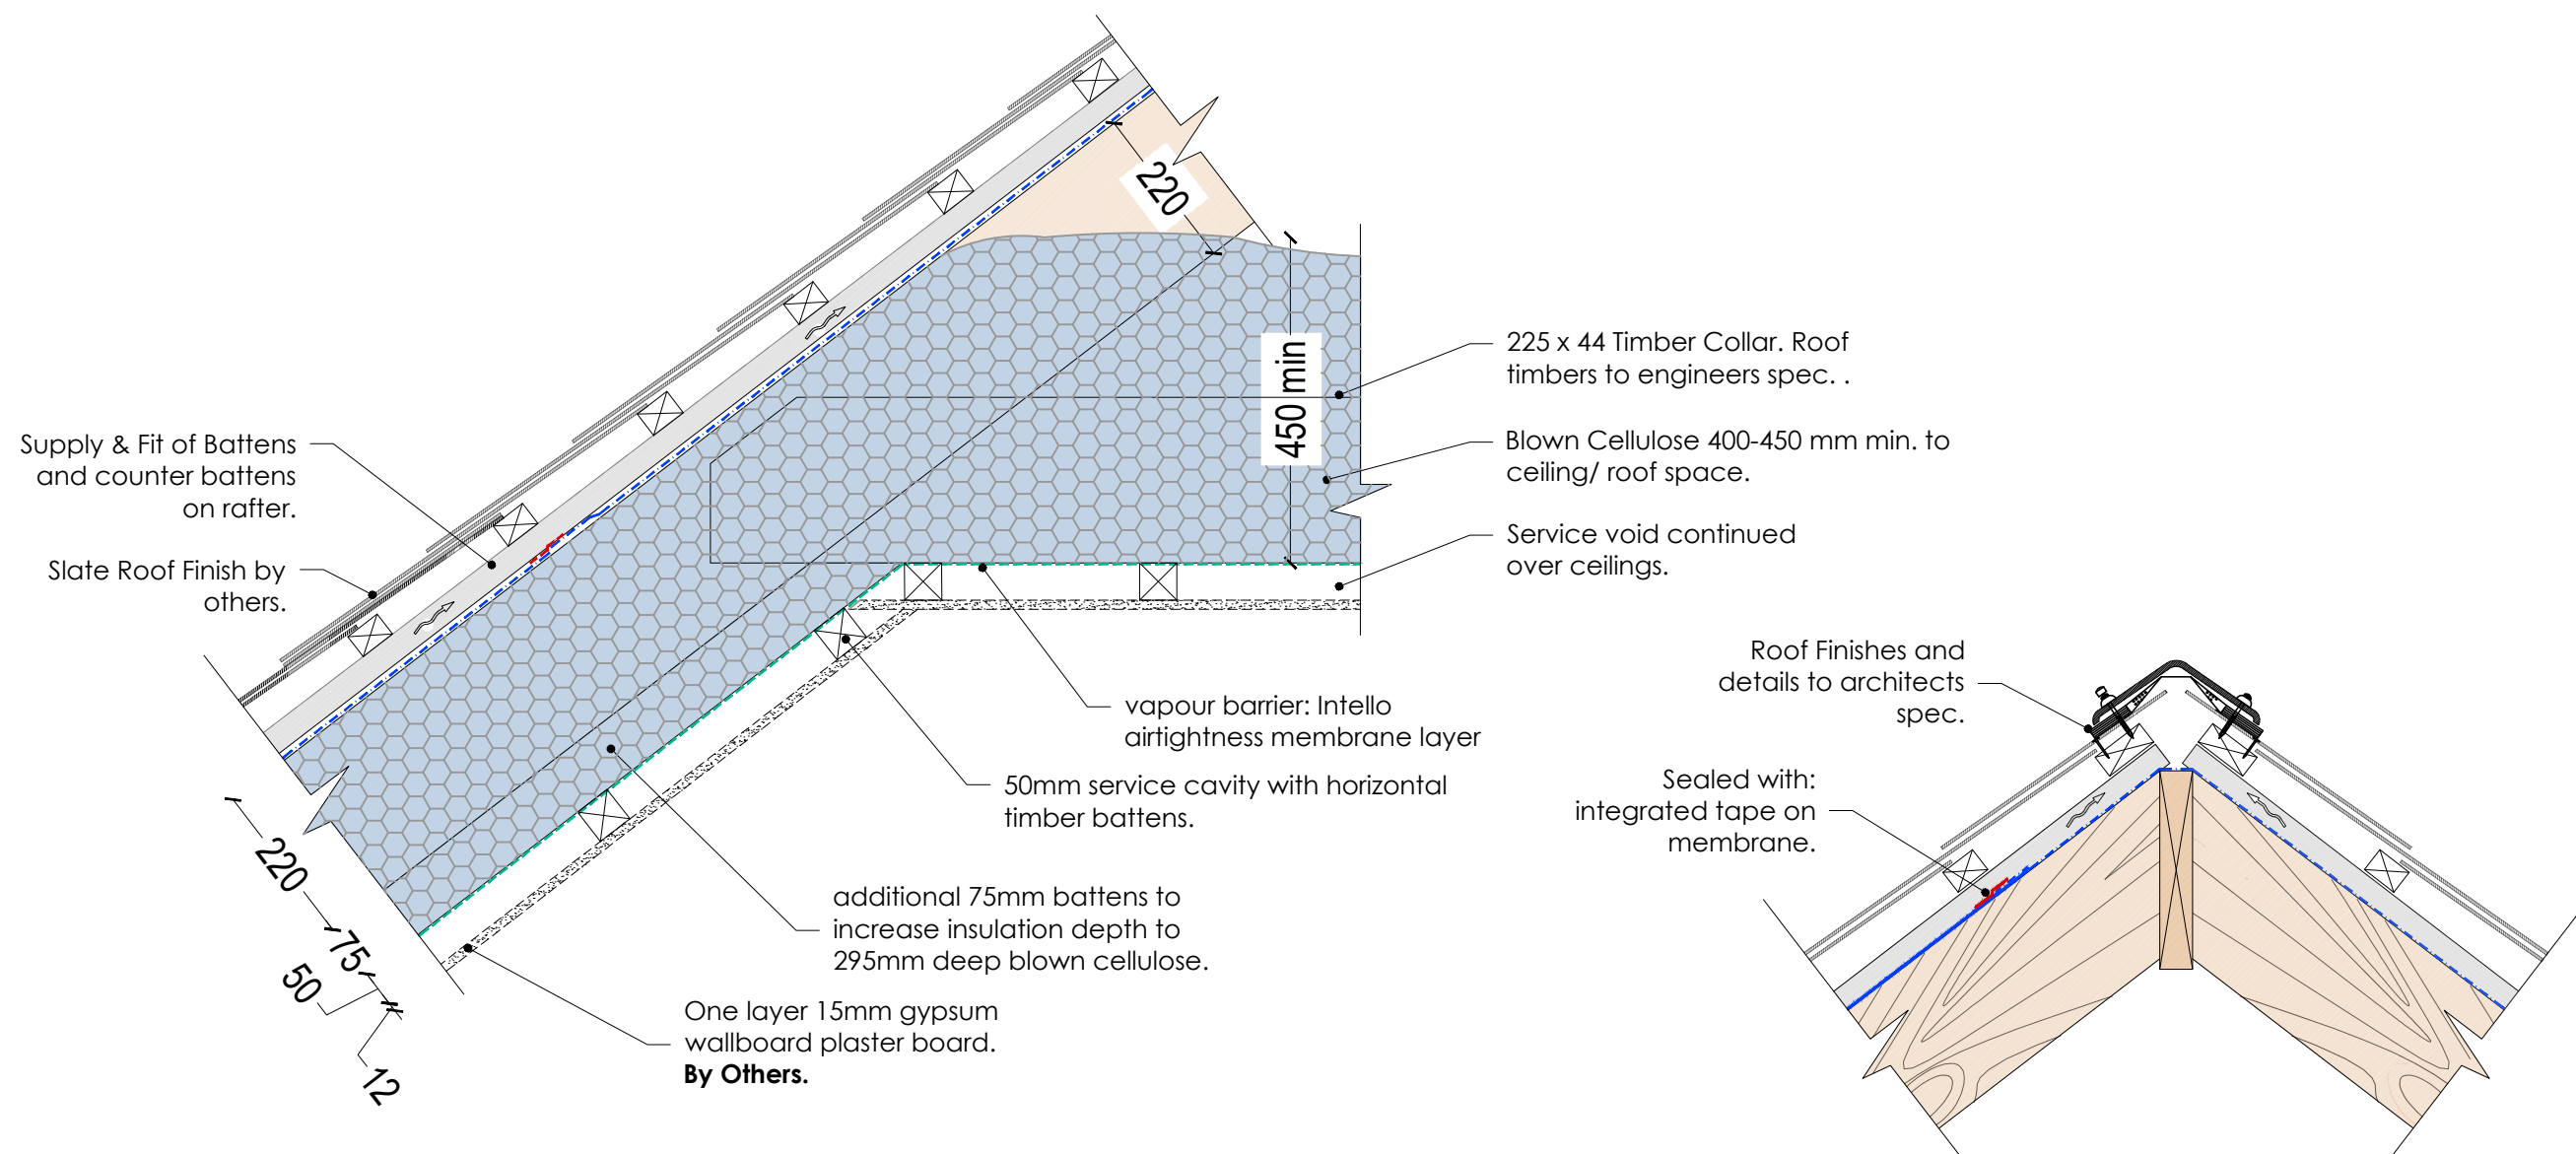 220
450 min
225 x 44 Timber Collar. Roof
timbers to engineers spec. .
Blown Cellulose 400-450 mm min. to
ceiling/ roof space.
Service void continued
over ceilings.
Supply & Fit of Battens
and counter battens
on rafter.
Slate Roof Finish by
others.
vapour barrier: Intello
airtightness membrane layer
50mm service cavity with horizontal
timber battens.
additional 75mm battens to
increase insulation depth to
295mm deep blown cellulose.
One layer 15mm gypsum
wallboard plaster board.
By Others.
220
75
50
12
Roof Finishes and
details to architects
spec.
Sealed with:
integrated tape on
membrane.